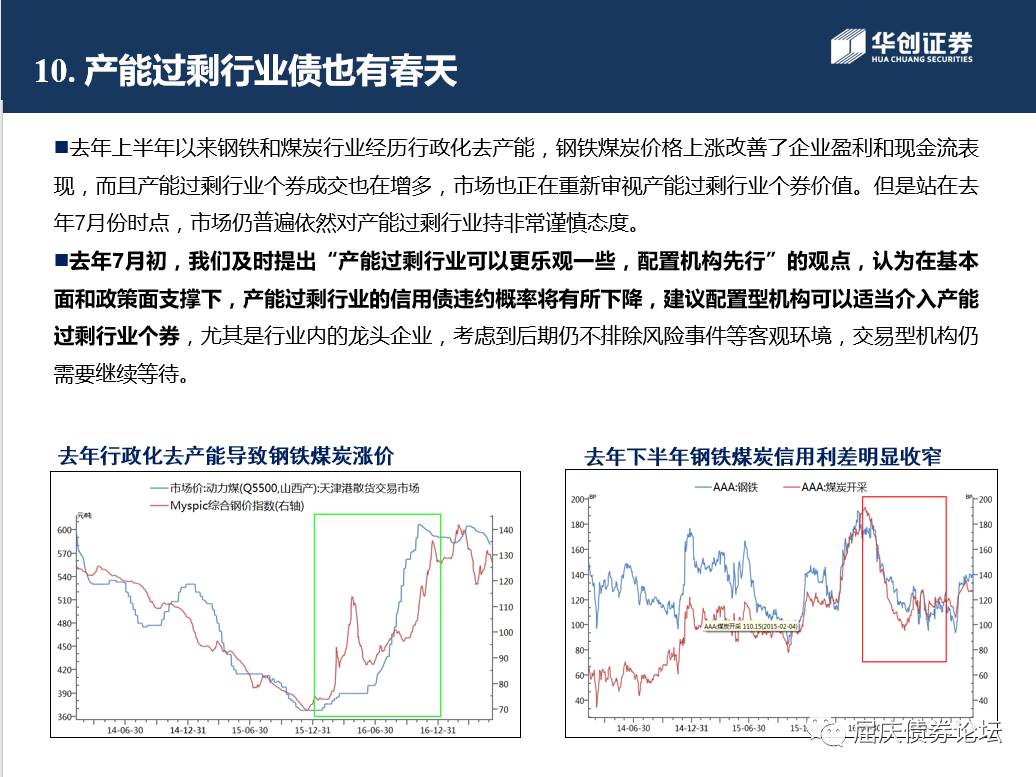 华创证券
HUA CHUANG SECURITIES
10. 产能过剩行业债也有春天
■去年上半年以来钢铁和煤炭行业经历行政化去产能，钢铁煤炭价格上涨改善了企业盈利和现金流表
现，而且产能过剩行业个券成交也在增多，市场也正在重新审视产能过剩行业个券价值。但是站在去
年7月份时点，市场仍普遍依然对产能过剩行业持非常谨慎态度。
■去年7月初，我们及时提出“产能过剩行业可以更乐观一些，配置机构先行”的观点，认为在基本
面和政策面支撑下，产能过剩行业的信用债违约概率将有所下降，建议配置型机构可以适当介入产能
过剩行业个券，尤其是行业内的龙头企业，考虑到后期仍不排除风险事件等客观环境，交易型机构仍
需要继续等待。
去年行政化去产能导致钢铁煤炭涨价
市场价:动力煤(Q5500,山西产):天津港散货交易市场
Myspic综合钢价指数(右轴)
元/吨
600
570
540
510
480
450
420
390
360
140
130
120
110
100
90
80
70
14-06-30 14-12-31 15-06-30 15-12-31 16-06-30 16-12-31
去年下半年钢铁煤炭信用利差明显收窄
AAA:钢铁 AAA:煤炭开采
BP BP
200 200
180 180
160 160
140 140
120 120
100 100
80 80
60 60
40 40
AAA:煤炭开采 110.15(2015-02-04)
14-06-30 14-12-31 15-06-30
屈庆债券论坛